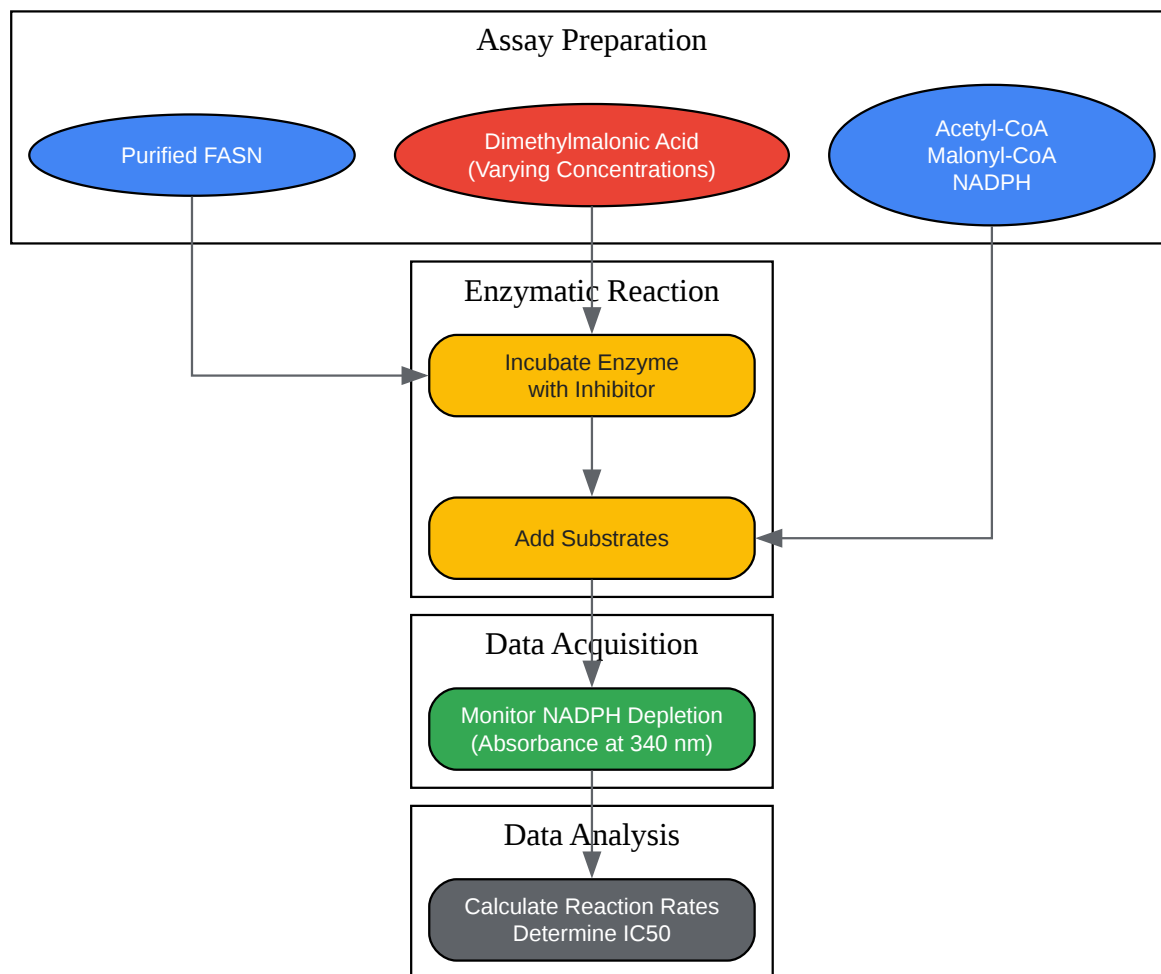 Assay Preparation
Purified FASN
Dimethylmalonic Acid
(Varying Concentrations)
Acetyl-CoA
Malonyl-CoA
NADPH
Enzymatic Reaction
Incubate Enzyme
with Inhibitor
Add Substrates
Data Acquisition
Monitor NADPH Depletion
(Absorbance at 340 nm)
Data Analysis
Calculate Reaction Rates
Determine IC50